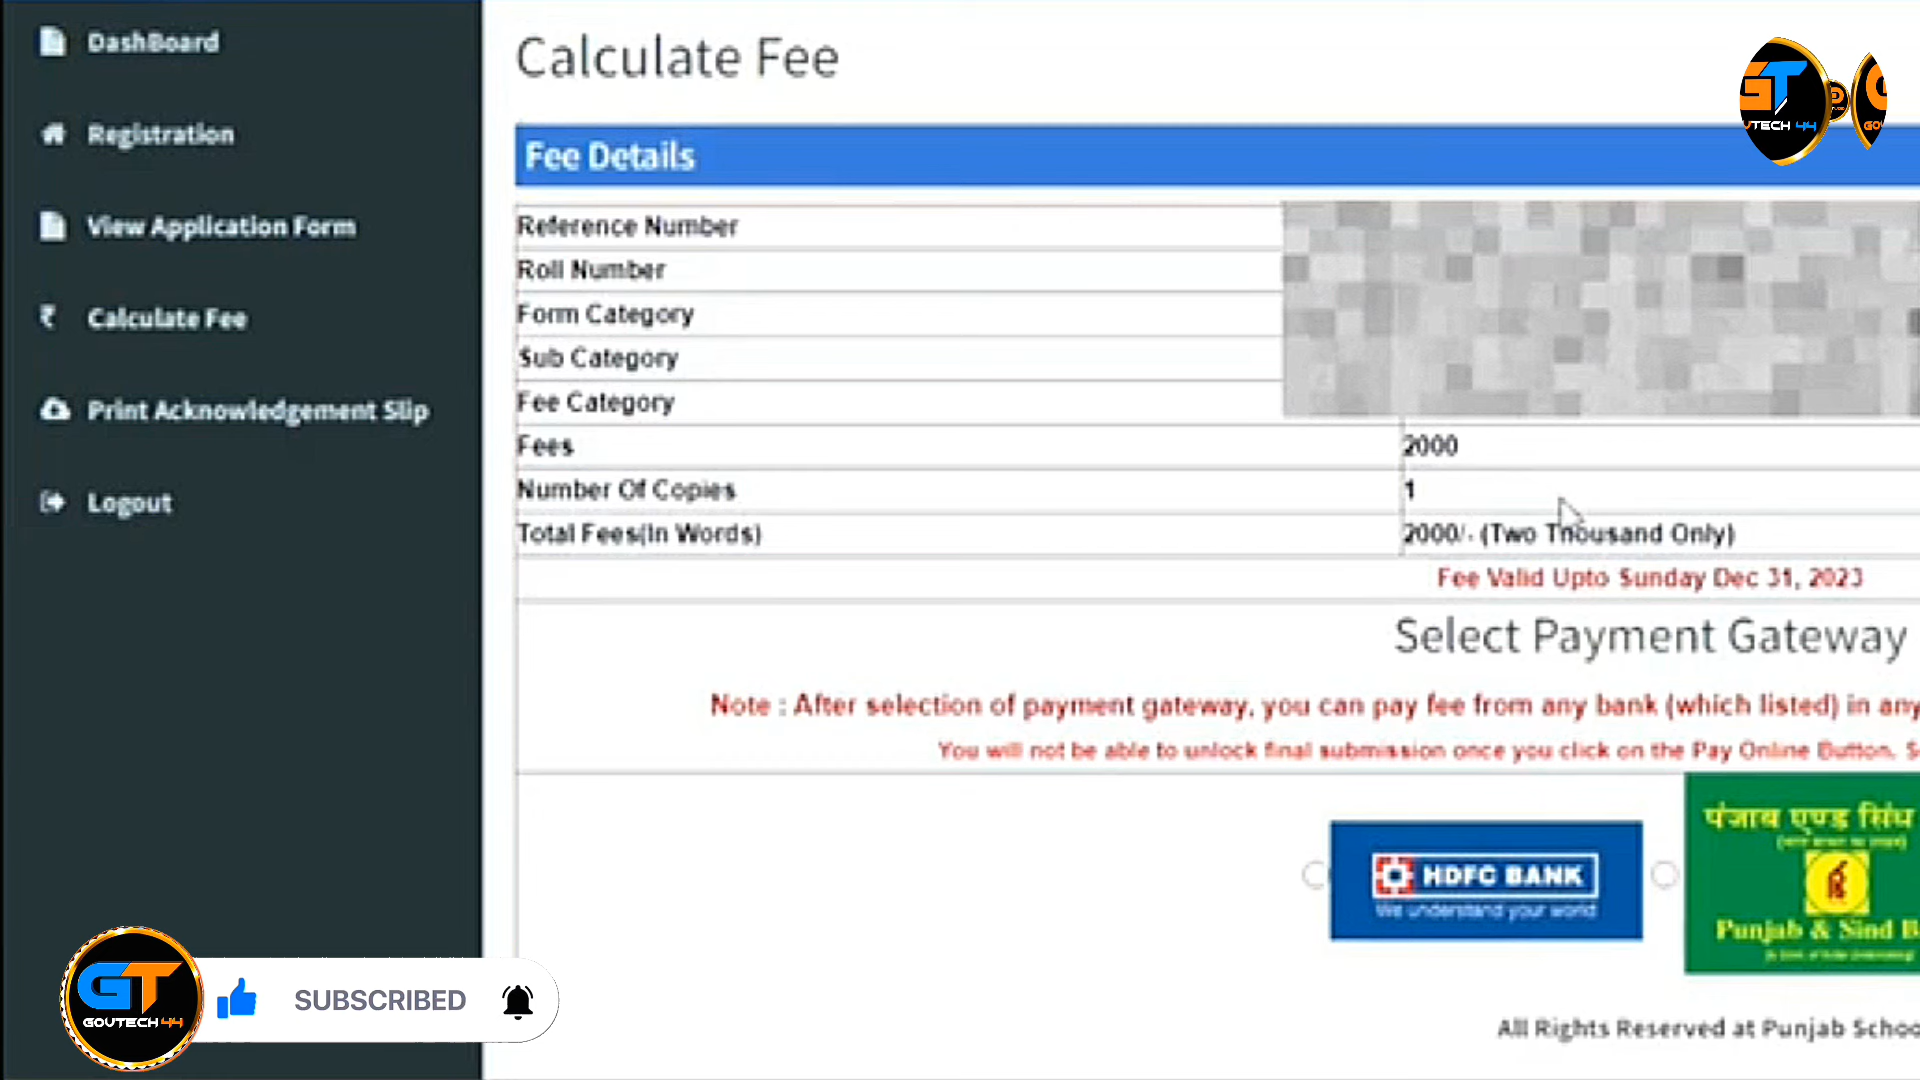 DashBoard
Registration
View Application Form
Calculate Fee
Print Acknowledgement Slip
Logout
Calculate Fee
Fee Details
Reference Number
Roll Number
Form Category
Sub Category
Fee Category
Fees 2000
Number Of Copies 1
Total Fees(In Words) 2000/- (Two Thousand Only)
Fee Valid Upto Sunday Dec 31, 2023
Select Payment Gateway
Note : After selection of payment gateway, you can pay fee from any bank (which listed) in any
You will not be able to unlock final submission once you click on the Pay Online Button.
HDFC BANK
We understand your world
पंजाब एण्ड सिंध
Punjab & Sind
All Rights Reserved at Punjab
GT
GOVTECH 44
SUBSCRIBED
GT
UTECH 44